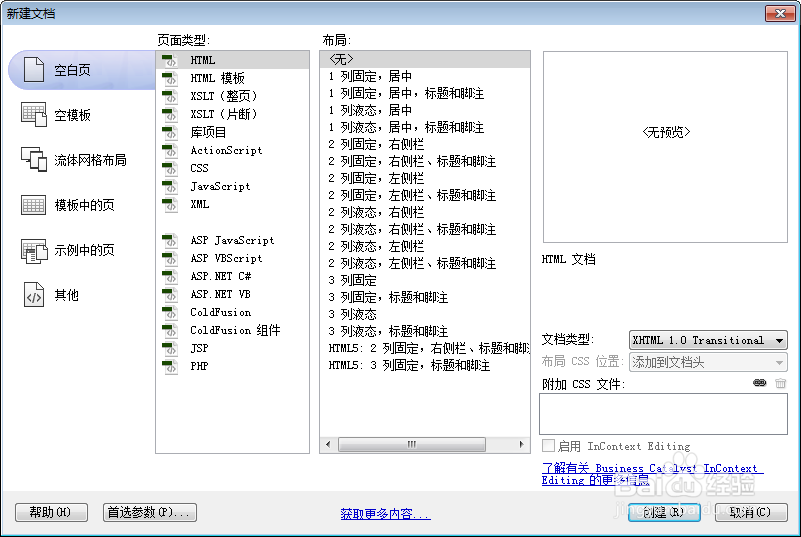 新建文档
页面类型:
布局:
空白页
空模板
流体网格布局
模板中的页
示例中的页
其他
HTML
HTML 模板
XSLT（整页）
XSLT（片断）
库项目
ActionScript
CSS
JavaScript
XML
ASP JavaScript
ASP VBScript
ASP.NET C#
ASP.NET VB
ColdFusion
ColdFusion 组件
JSP
PHP
<无>
1 列固定，居中
1 列固定，居中，标题和脚注
1 列液态，居中
1 列液态，居中，标题和脚注
2 列固定，右侧栏
2 列固定，右侧栏、标题和脚注
2 列固定，左侧栏
2 列固定，左侧栏、标题和脚注
2 列液态，右侧栏
2 列液态，右侧栏、标题和脚注
2 列液态，左侧栏
2 列液态，左侧栏、标题和脚注
3 列固定
3 列固定，标题和脚注
3 列液态
3 列液态，标题和脚注
HTML5: 2 列固定，右侧栏、标题和脚
HTML5: 3 列固定，标题和脚注
<无预览>
HTML 文档
文档类型:
XHTML 1.0 Transitional
布局 CSS 位置:
添加到文档头
附加 CSS 文件:
启用 InContext Editing
了解有关 Business Catalyst InContext
Editing 的更多信息
Baidu 经验
帮助(H)
首选参数(P)...
获取更多内容...
创建(R)
取消(C)